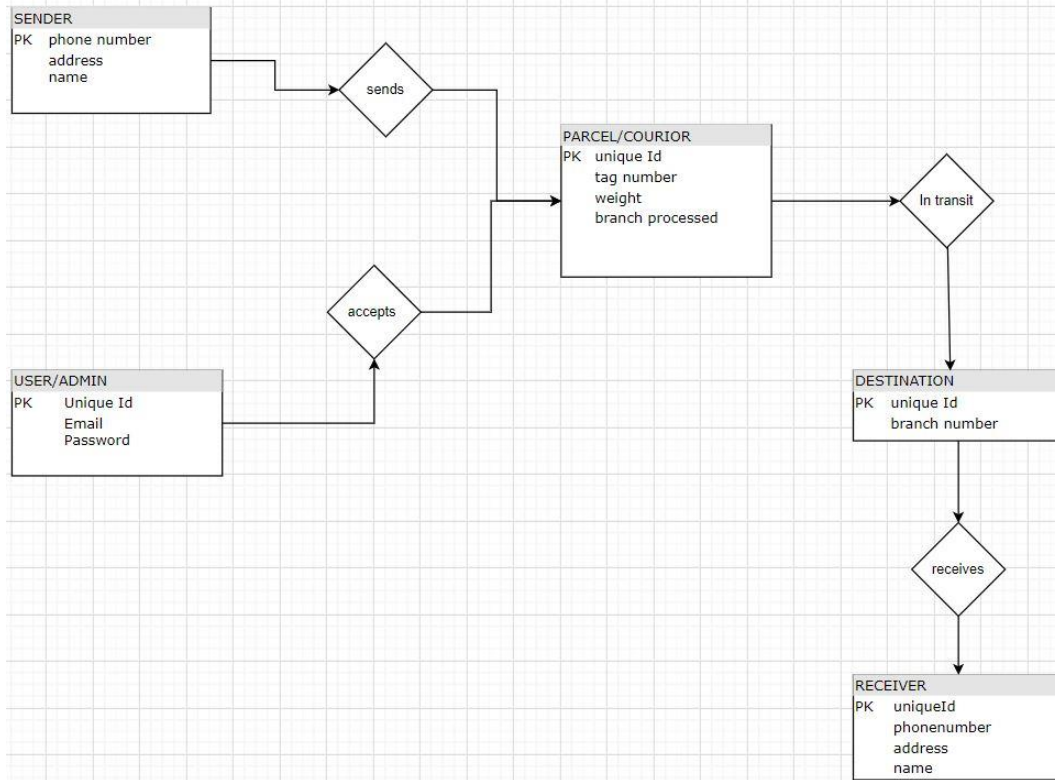 SENDER
PK phone number
address
name
sends
PARCEL/COURIOR
PK unique Id
tag number
weight
branch processed
In transit
accepts
USER/ADMIN
PK Unique Id
Email
Password
DESTINATION
PK unique Id
branch number
receives
RECEIVER
PK uniqueId
phonenumber
address
name